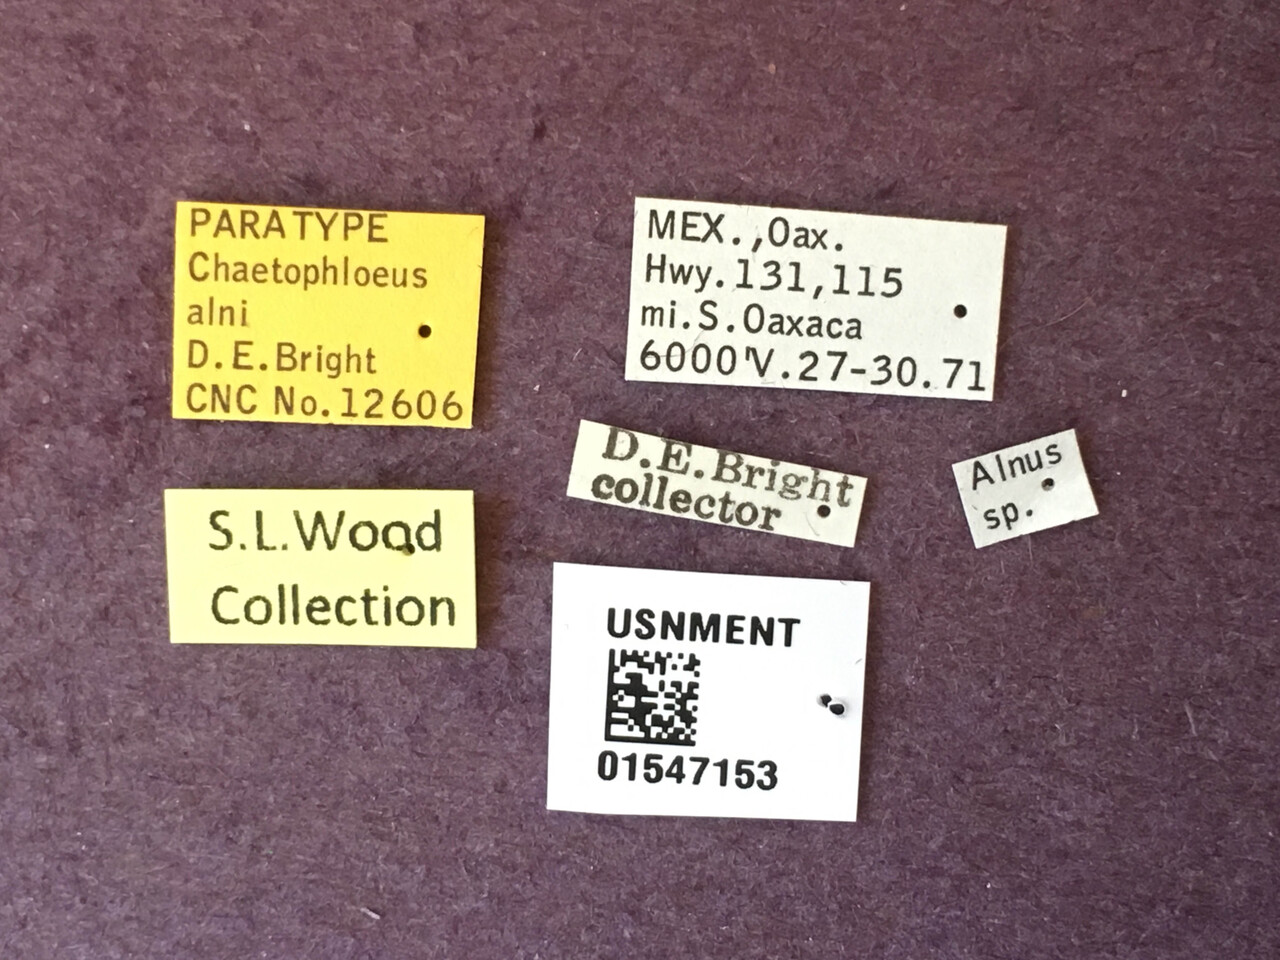 PARATYPE
Chaetophloeus
alni
D.E.Bright
CNC No.12606
MEX.,Oax.
Hwy.131,115
mi.S.Oaxaca
6000'V.27-30.71
D.E.Bright
collector
Alnus
sp.
S.L.Wood
Collection
USNMENT
01547153